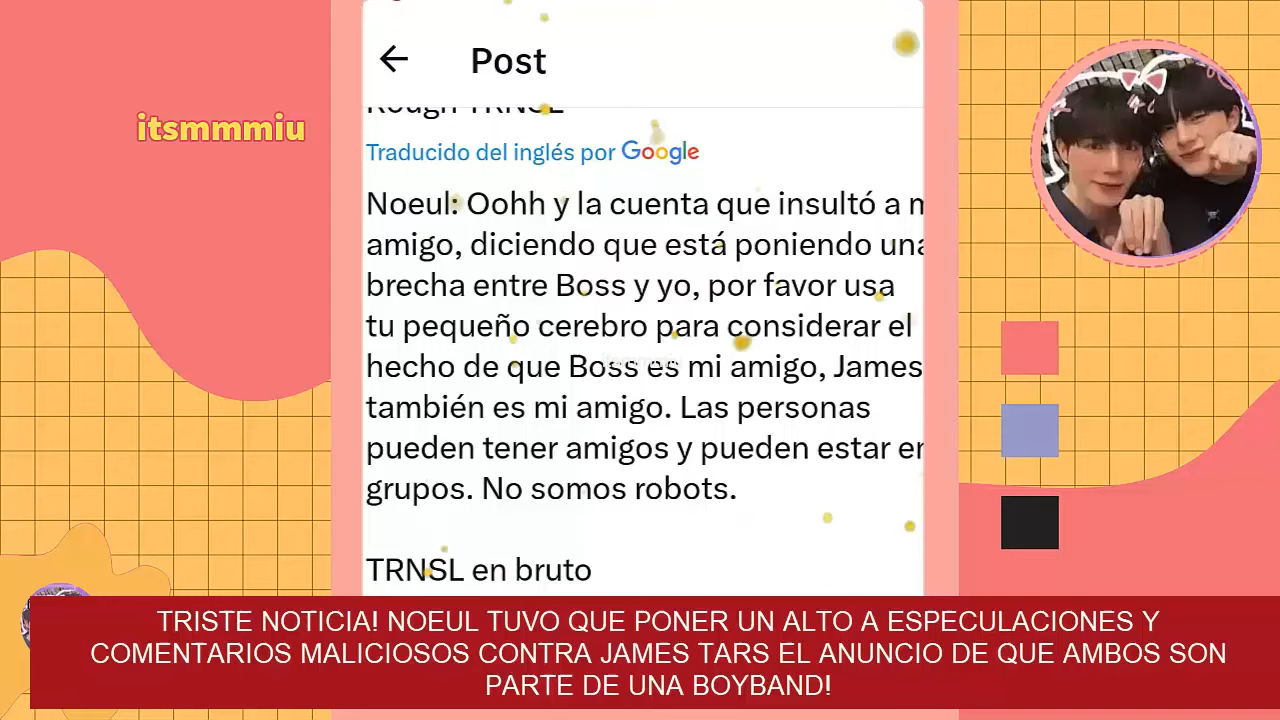 Post
itsmmmiu
Rough TRNSL
Traducido del inglés por Google
Noeul: Oohh y la cuenta que insultó a
amigo, diciendo que está poniendo una
brecha entre Boss y yo, por favor usa
tu pequeño cerebro para considerar el
hecho de que Boss es mi amigo, James
también es mi amigo. Las personas
pueden tener amigos y pueden estar en
grupos. No somos robots.
TRNSL en bruto
TRISTE NOTICIA! NOEUL TUVO QUE PONER UN ALTO A ESPECULACIONES Y
COMENTARIOS MALICIOSOS CONTRA JAMES TARS EL ANUNCIO DE QUE AMBOS SON
PARTE DE UNA BOYBAND!